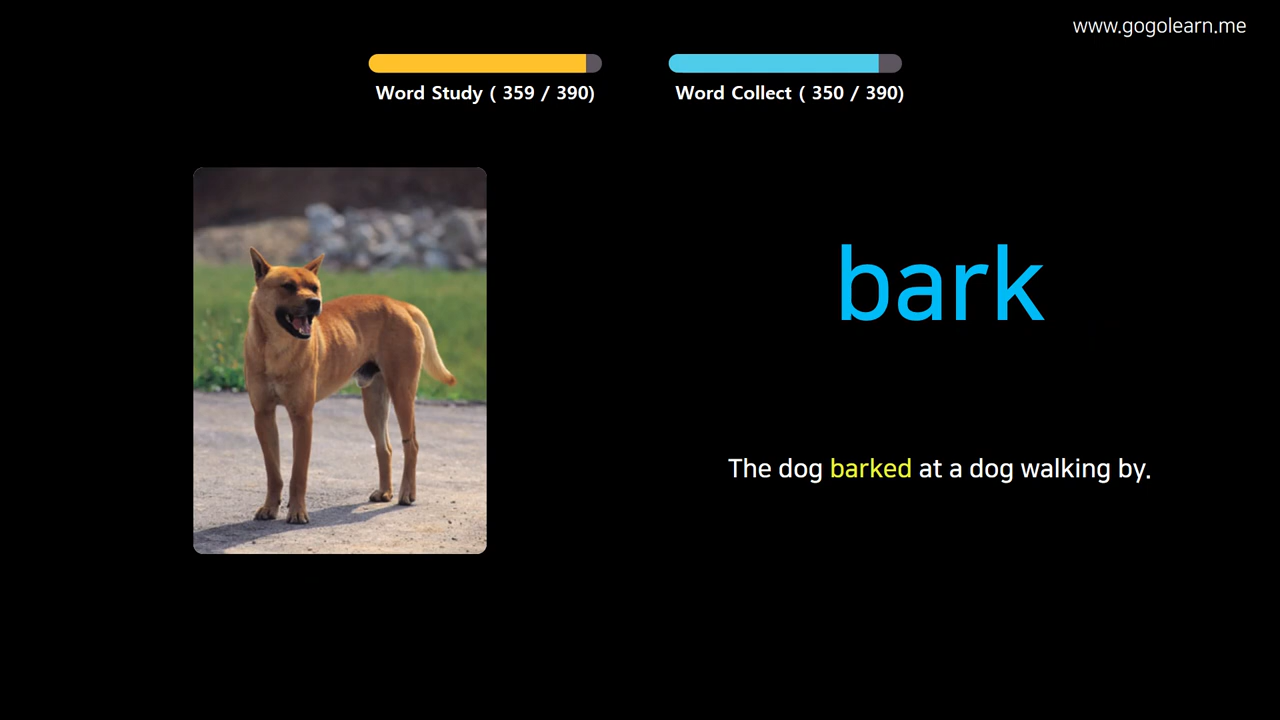 www.gogolearn.me
Word Study ( 359 / 390)
Word Collect ( 350 / 390)
bark
The dog barked at a dog walking by.